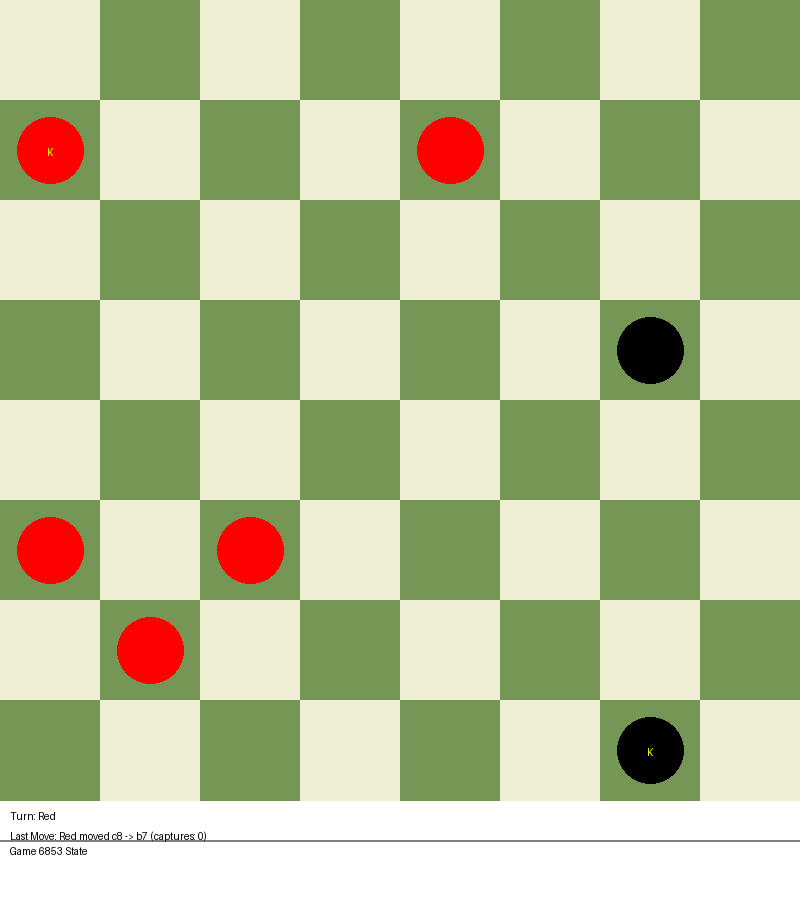 K
K
Turn: Red
Last Move: Red moved c8 -> b7 (captures: 0)
Game 6853 State